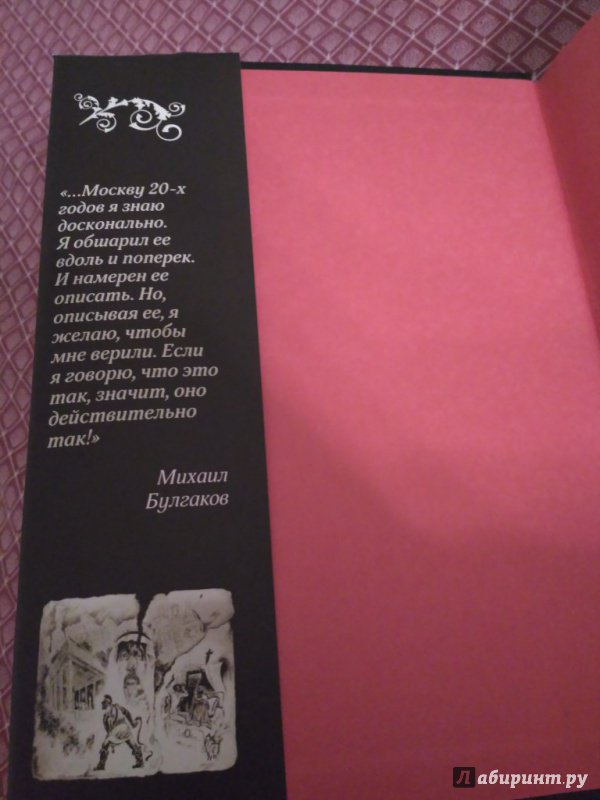 «...Москву 20-х
годов я знаю
досконально.
Я обшарил ее
вдоль и поперек.
И намерен ее
описать. Но,
описывая ее, я
желаю, чтобы
мне верили. Если
я говорю, что это
так, значит, оно
действительно
так!»
Михаил
Булгаков
Лабиринт.ру